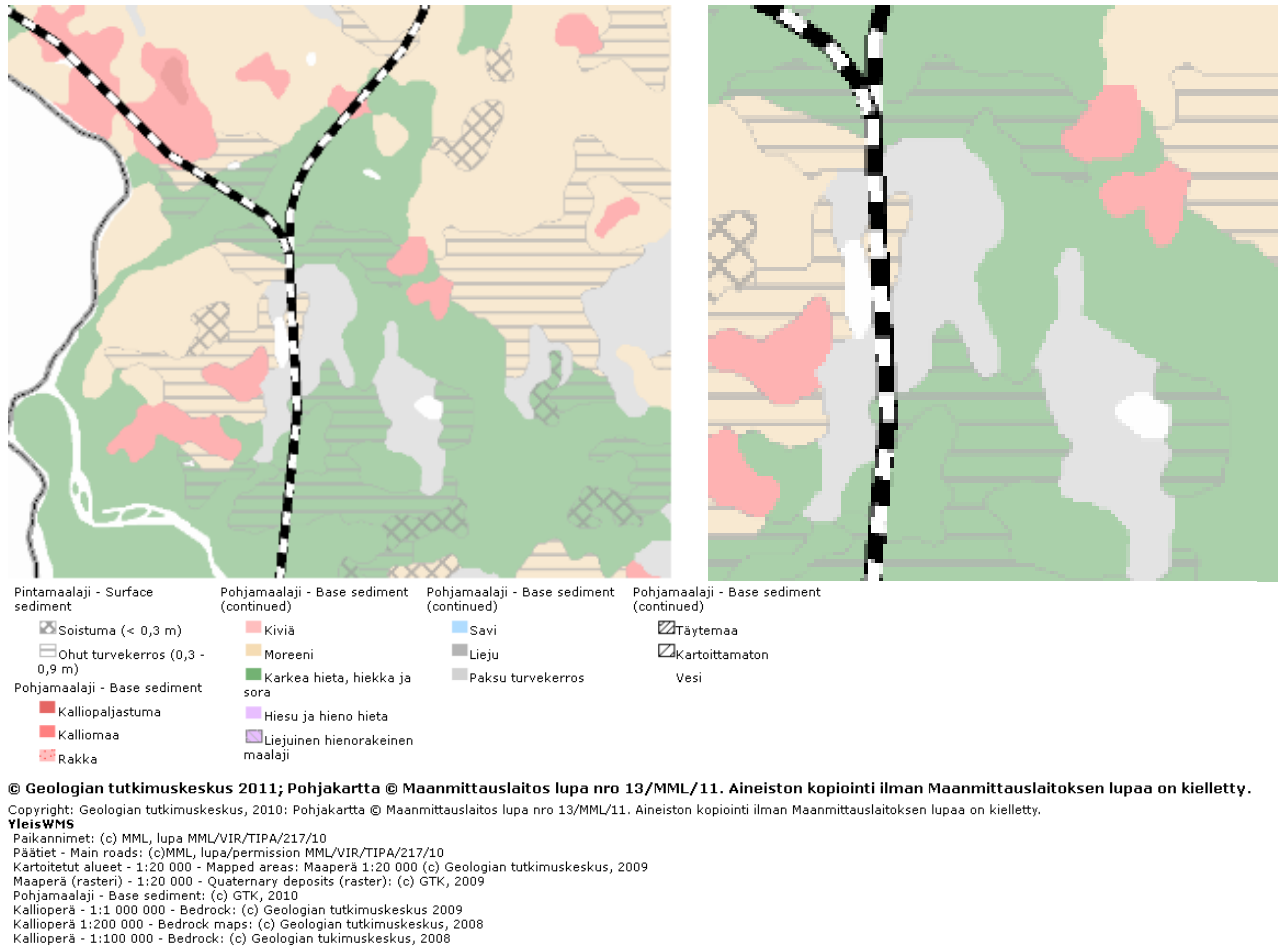 Pintamaalaji - Surface
sediment
Soistuma (< 0,3 m)
Ohut turvekerros (0,3 -
0,9 m)
Pohjamaalaji - Base sediment
Kalliopaljastuma
Kalliomaa
Rakka
Pohjamaalaji - Base sediment
(continued)
Kiviä
Moreeni
Karkea hieta, hiekka ja
sora
Hiesu ja hieno hieta
Liejuinen hienorakeinen
maalaji
Pohjamaalaji - Base sediment
(continued)
Savi
Lieju
Paksu turvekerros
Pohjamaalaji - Base sediment
(continued)
Täytemaa
Kartoittamaton
Vesi
© Geologian tutkimuskeskus 2011; Pohjakartta © Maanmittauslaitos lupa nro 13/MML/11. Aineiston kopiointi ilman Maanmittauslaitoksen lupaa on kielletty.
Copyright: Geologian tutkimuskeskus, 2010: Pohjakartta © Maanmittauslaitos lupa nro 13/MML/11. Aineiston kopiointi ilman Maanmittauslaitoksen lupaa on kielletty.
YleisWMS
Paikannimet: (c) MML, lupa MML/VIR/TIPA/217/10
Päätiet - Main roads: (c)MML, lupa/permission MML/VIR/TIPA/217/10
Kartoitetut alueet - 1:20 000 - Mapped areas: Maaperä 1:20 000 (c) Geologian tutkimuskeskus, 2009
Maaperä (rasteri) - 1:20 000 - Quaternary deposits (raster): (c) GTK, 2009
Pohjamaalaji - Base sediment: (c) GTK, 2010
Kallioperä - 1:1 000 000 - Bedrock: (c) Geologian tutkimuskeskus 2009
Kallioperä 1:200 000 - Bedrock maps: (c) Geologian tutkimuskeskus, 2008
Kallioperä - 1:100 000 - Bedrock: (c) Geologian tukimuskeskus, 2008